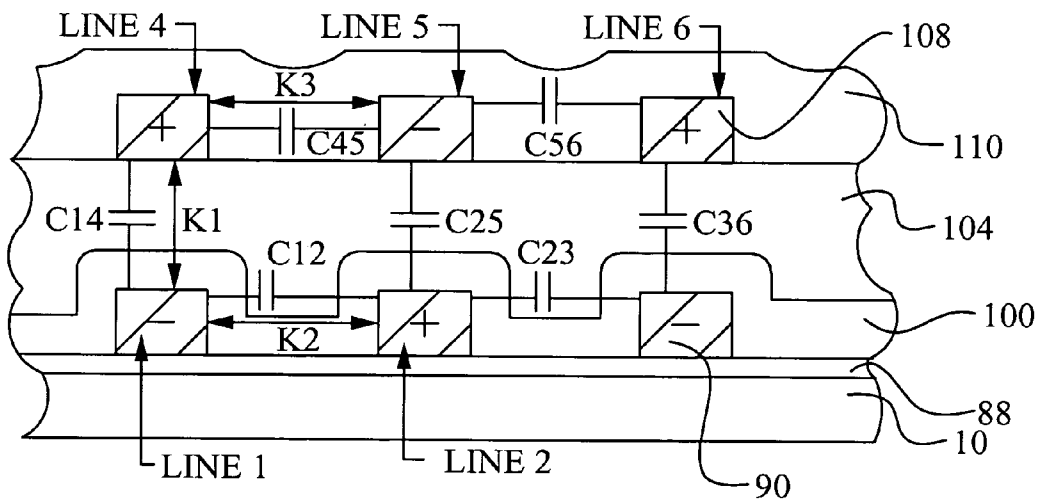 LINE 4
LINE 5
LINE 6
108
K3
+
−
+
C45
C56
110
C14
K1
C25
C36
104
C12
C23
−
+
−
K2
100
88
10
LINE 1
LINE 2
90